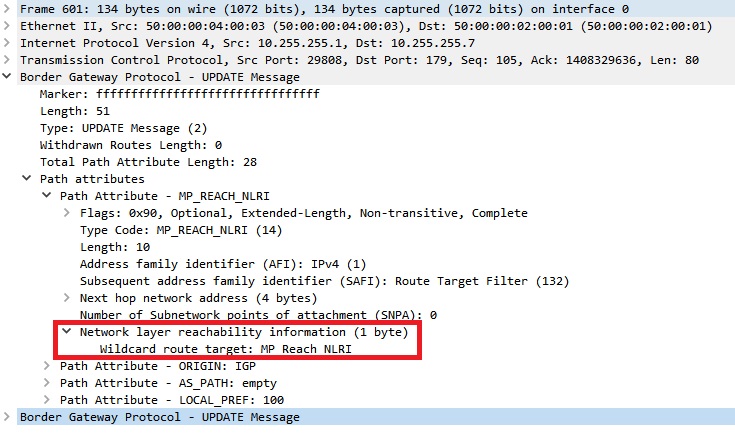 Frame 601: 134 bytes on wire (1072 bits), 134 bytes captured (1072 bits) on interface 0
Ethernet II, Src: 50:00:00:04:00:03 (50:00:00:04:00:03), Dst: 50:00:00:02:00:01 (50:00:00:02:00:01)
Internet Protocol Version 4, Src: 10.255.255.1, Dst: 10.255.255.7
Transmission Control Protocol, Src Port: 29808, Dst Port: 179, Seq: 105, Ack: 1408329636, Len: 80
Border Gateway Protocol - UPDATE Message
Marker: ffffffffffffffffffffffffffffffff
Length: 51
Type: UPDATE Message (2)
Withdrawn Routes Length: 0
Total Path Attribute Length: 28
Path attributes
Path Attribute - MP_REACH_NLRI
Flags: 0x90, Optional, Extended-Length, Non-transitive, Complete
Type Code: MP_REACH_NLRI (14)
Length: 10
Address family identifier (AFI): IPv4 (1)
Subsequent address family identifier (SAFI): Route Target Filter (132)
Next hop network address (4 bytes)
Number of Subnetwork points of attachment (SNPA): 0
Network layer reachability information (1 byte)
Wildcard route target: MP Reach NLRI
Path Attribute - ORIGIN: IGP
Path Attribute - AS_PATH: empty
Path Attribute - LOCAL_PREF: 100
Border Gateway Protocol - UPDATE Message